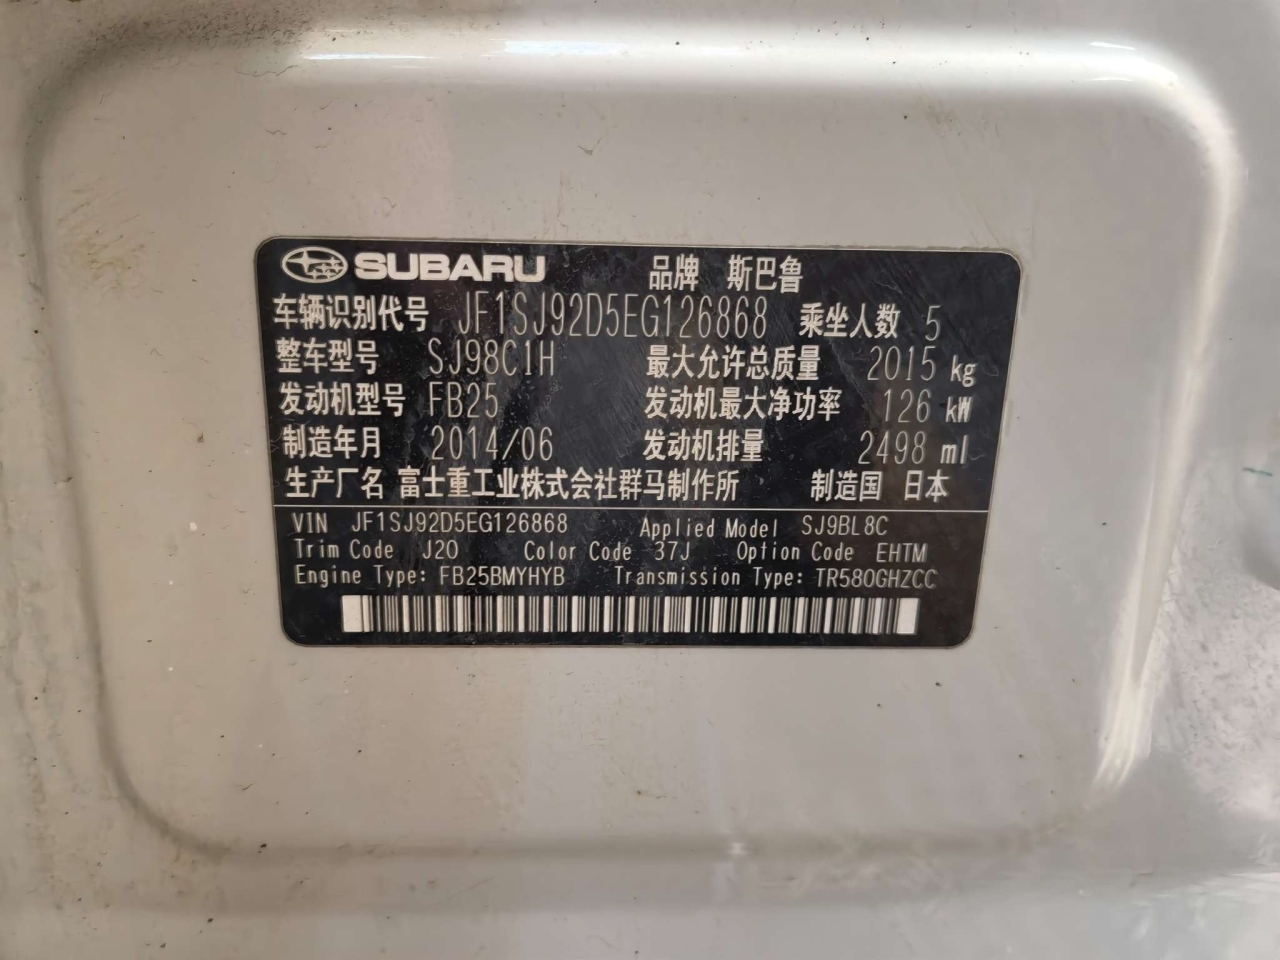 SUBARU 品牌 斯巴鲁
车辆识别代号 JF1SJ92D5EG126868 乘坐人数 5
整车型号 SJ98C1H 最大允许总质量 2015 kg
发动机型号 FB25 发动机最大净功率 126 kW
制造年月 2014/06 发动机排量 2498 ml
生产厂名 富士重工业株式会社群马制作所 制造国 日本
VIN JF1SJ92D5EG126868 Applied Model SJ9BL8C
Trim Code J20 Color Code 37J Option Code EHTM
Engine Type: FB25BMYHYB Transmission Type: TR580GHZCC